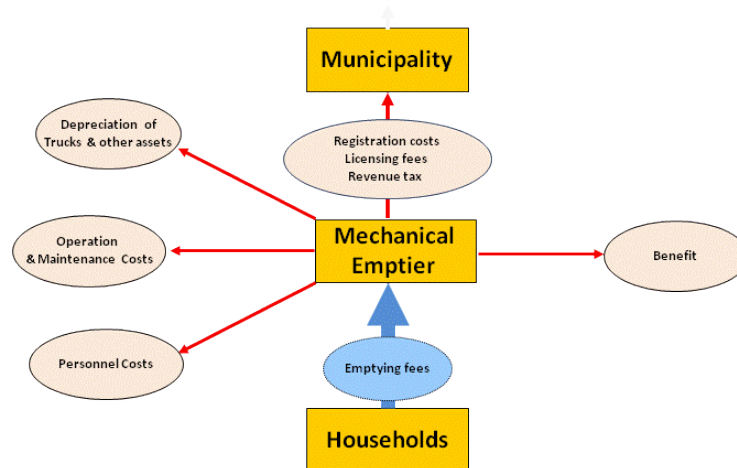 Municipality
Depreciation of
Trucks & other assets
Registration costs
Licensing fees
Revenue tax
Operation
& Maintenance Costs
Mechanical
Emptier
Benefit
Personnel Costs
Emptying fees
Households